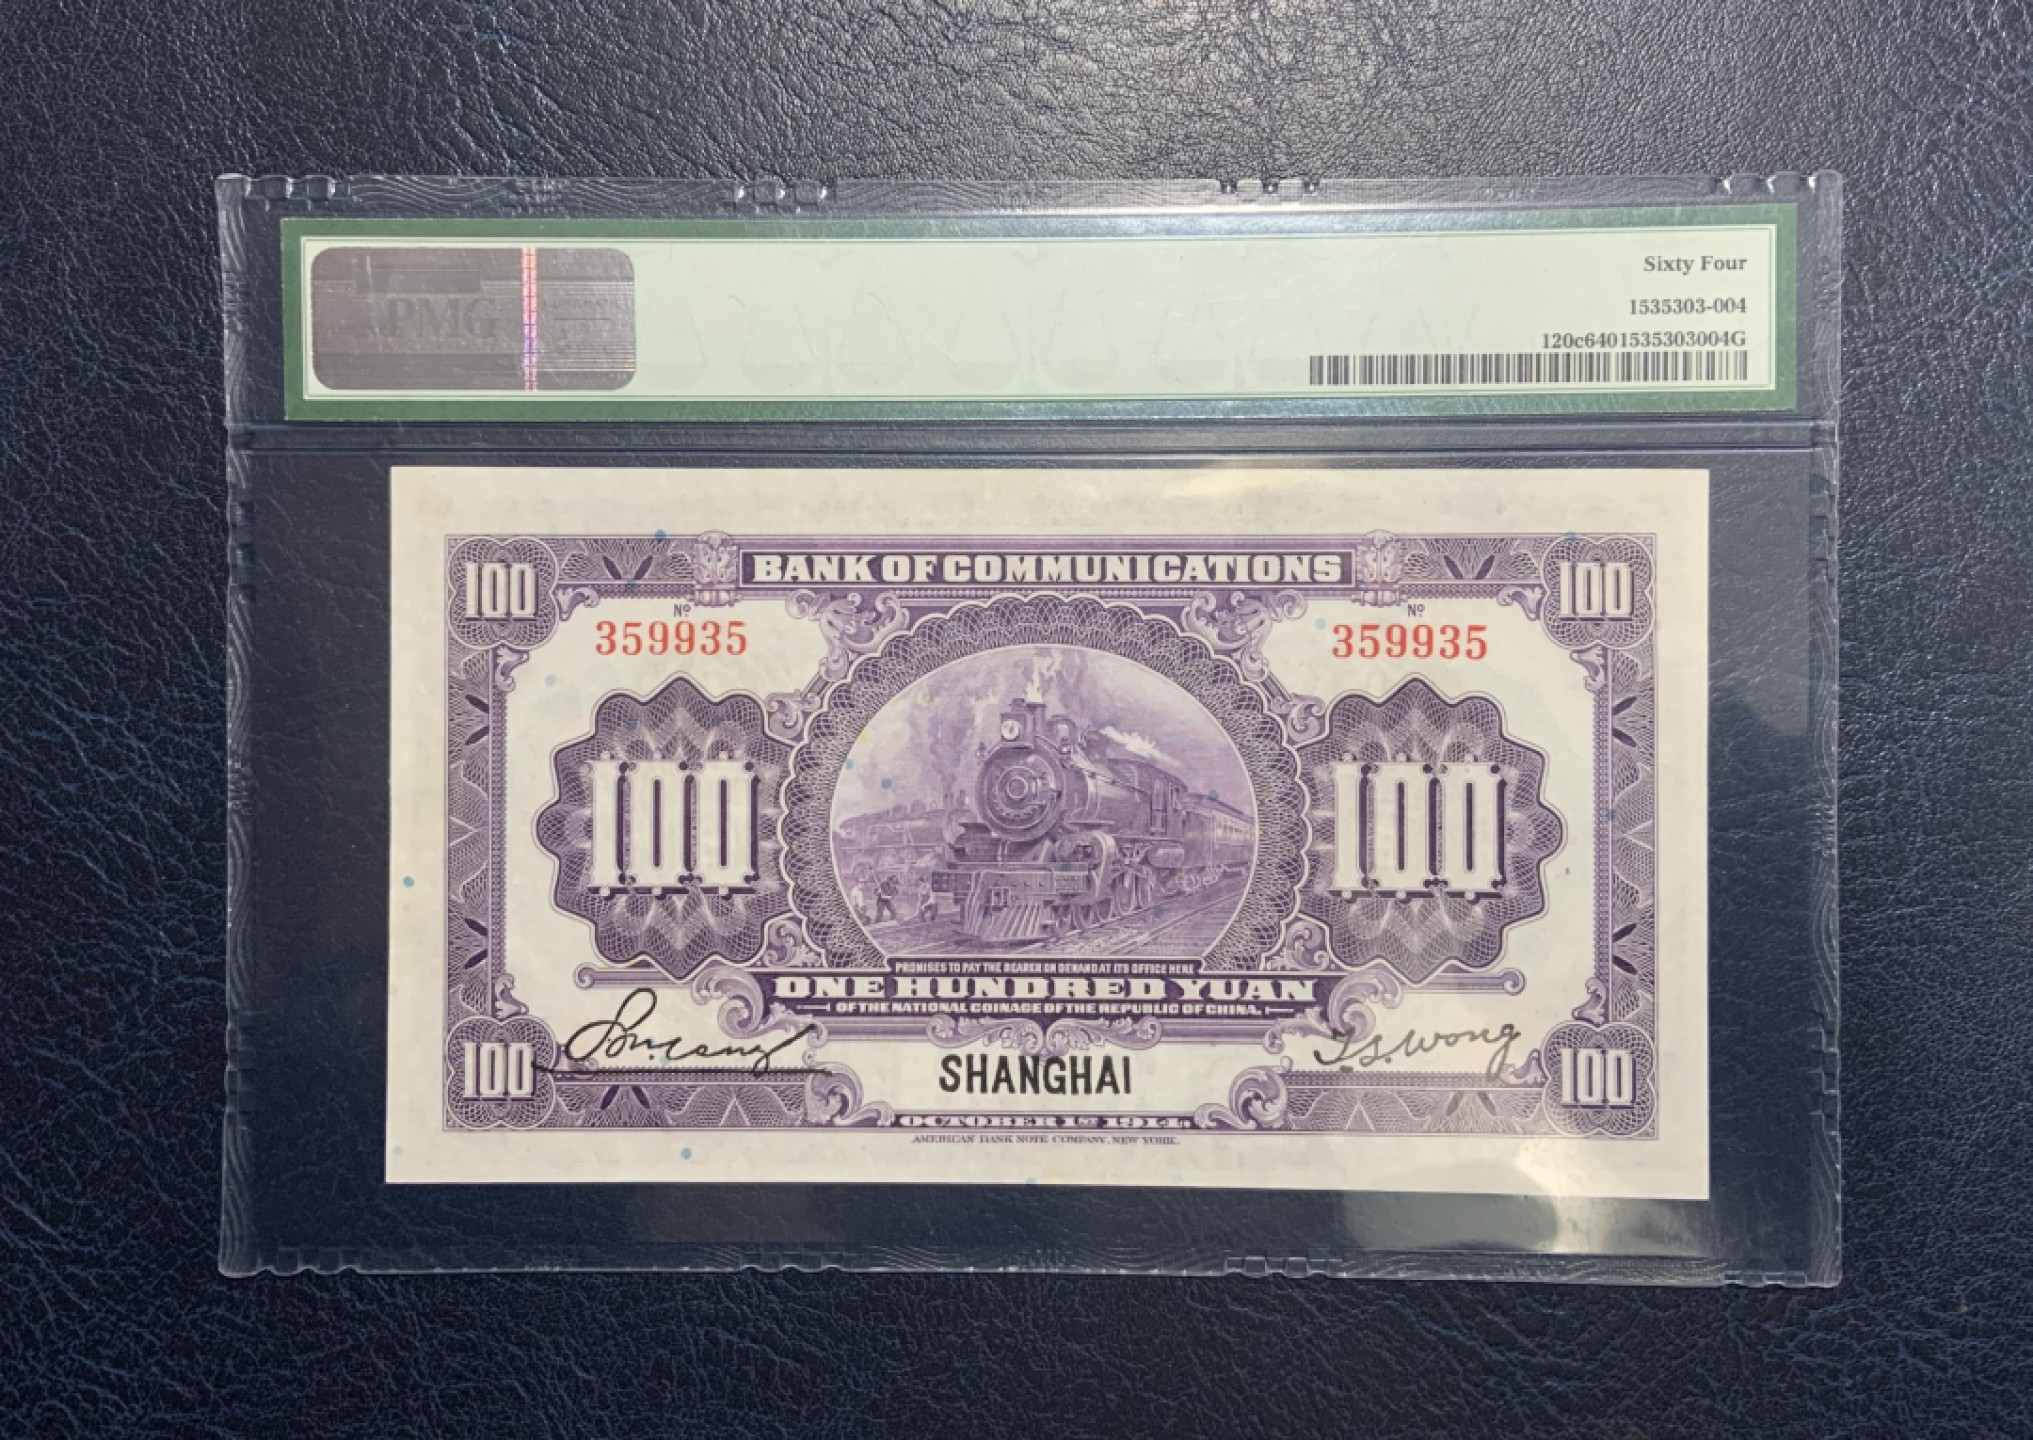 PMG
Sixty Four
1535303-004
120c6401535303004G
100 BANK OF COMMUNICATIONS 100
Nº Nº
359935 359935
100 100
PROMISES TO PAY THE BEARER ON DEMAND AT ITS OFFICE HERE
ONE HUNDRED YUAN
OF THE NATIONAL COINAGE OF THE REPUBLIC OF CHINA.
T.S. Wong
100 SHANGHAI 100
OCTOBER 1ST 1914.
AMERICAN BANK NOTE COMPANY, NEW YORK.